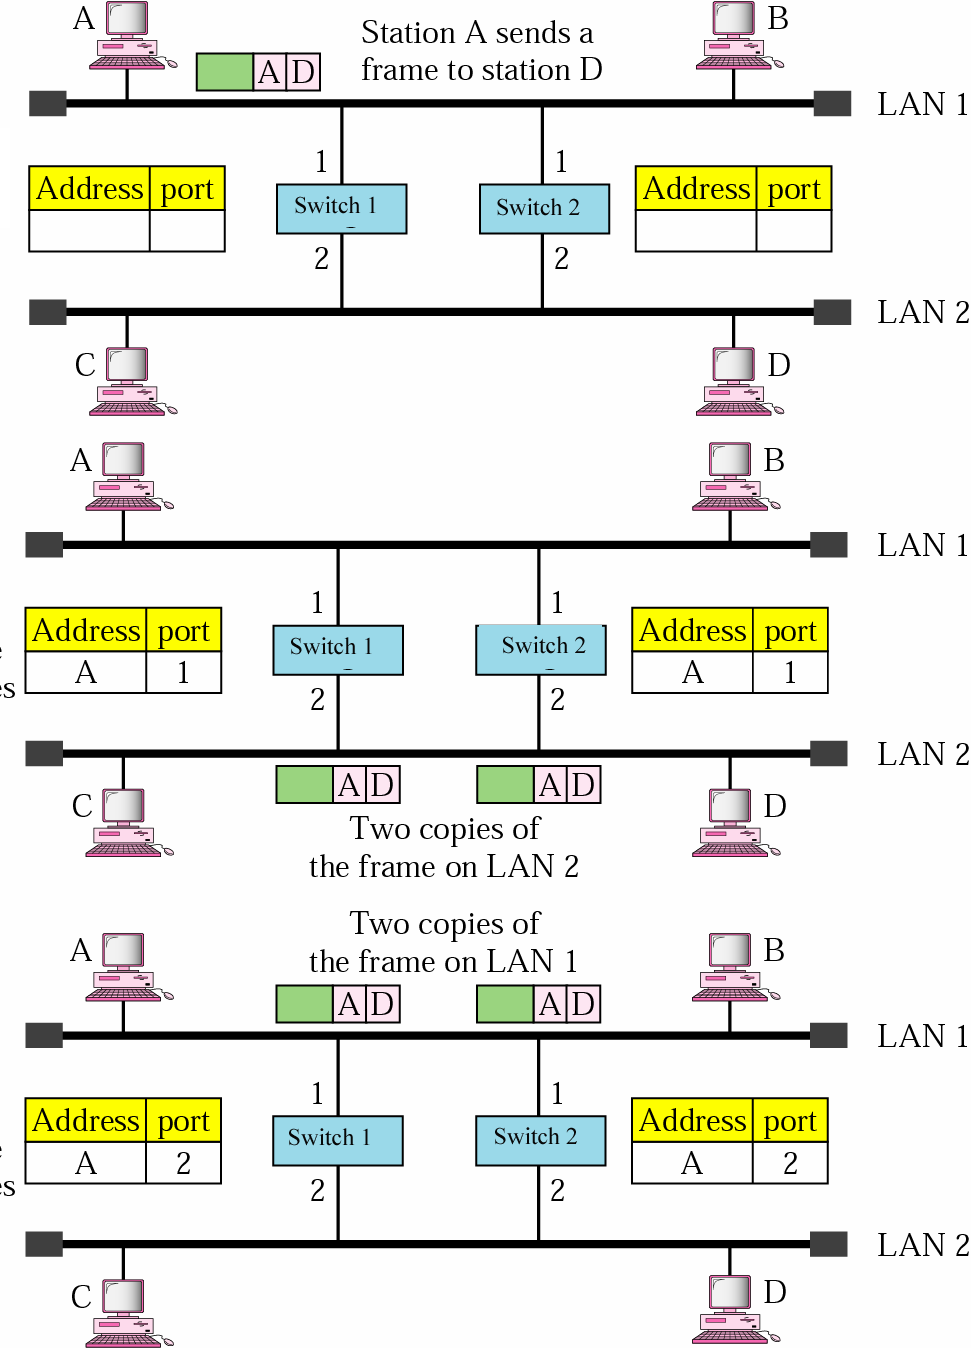 A
Station A sends a
frame to station D
B
A D
LAN 1
1
1
Address port
Switch 1
Switch 2
Address port
2
2
LAN 2
C
D
A
B
LAN 1
1
1
Address port
Switch 1
Switch 2
Address port
A 1
A 1
es
2
2
LAN 2
A D
A D
C
D
Two copies of
the frame on LAN 2
Two copies of
the frame on LAN 1
A
B
A D
A D
LAN 1
1
1
Address port
Switch 1
Switch 2
Address port
A 2
A 2
es
2
2
LAN 2
C
D